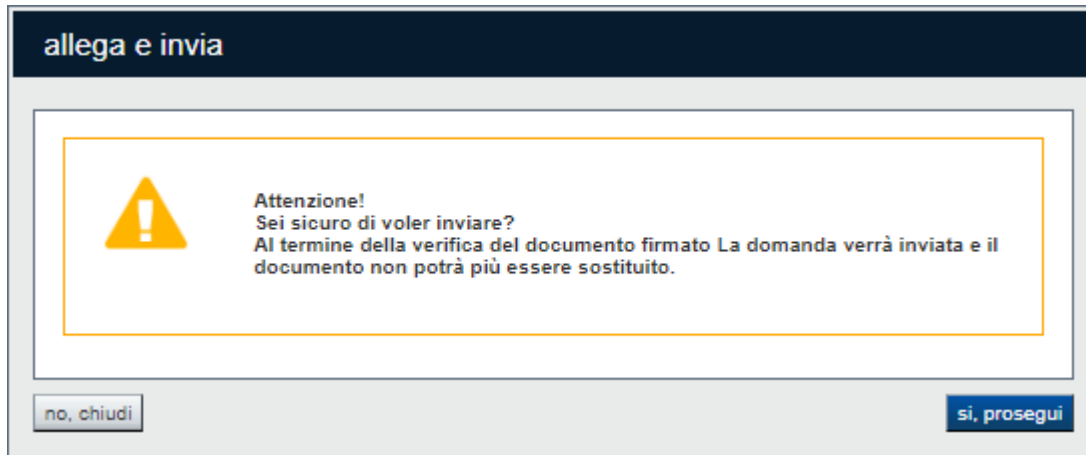 allega e invia
Attenzione!
Sei sicuro di voler inviare?
Al termine della verifica del documento firmato La domanda verrà inviata e il
documento non potrà più essere sostituito.
no, chiudi
si, prosegui